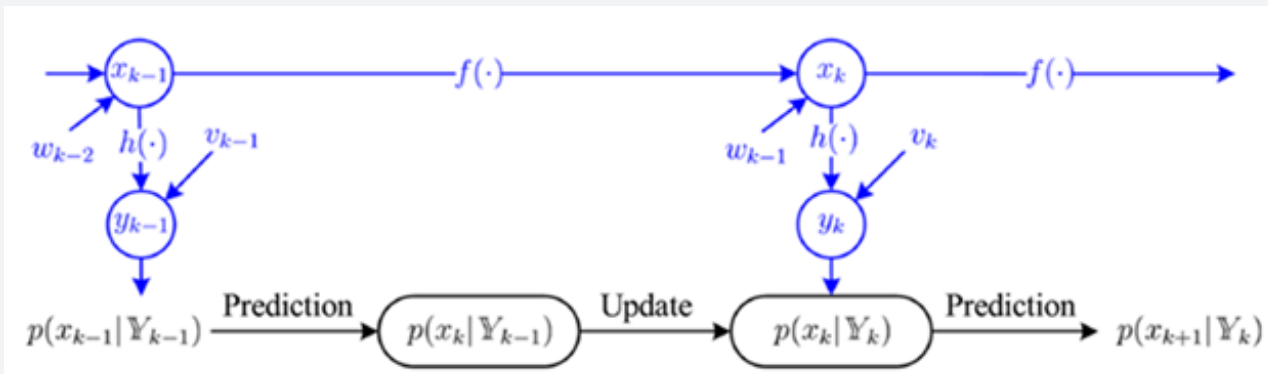 x_{k-1} f(·) x_k f(·)
w_{k-2} h(·) v_{k-1} w_{k-1} h(·) v_k
y_{k-1} y_k
Prediction Update Prediction
p(x_{k-1}|𝕐_{k-1}) p(x_k|𝕐_{k-1}) p(x_k|𝕐_k) p(x_{k+1}|𝕐_k)